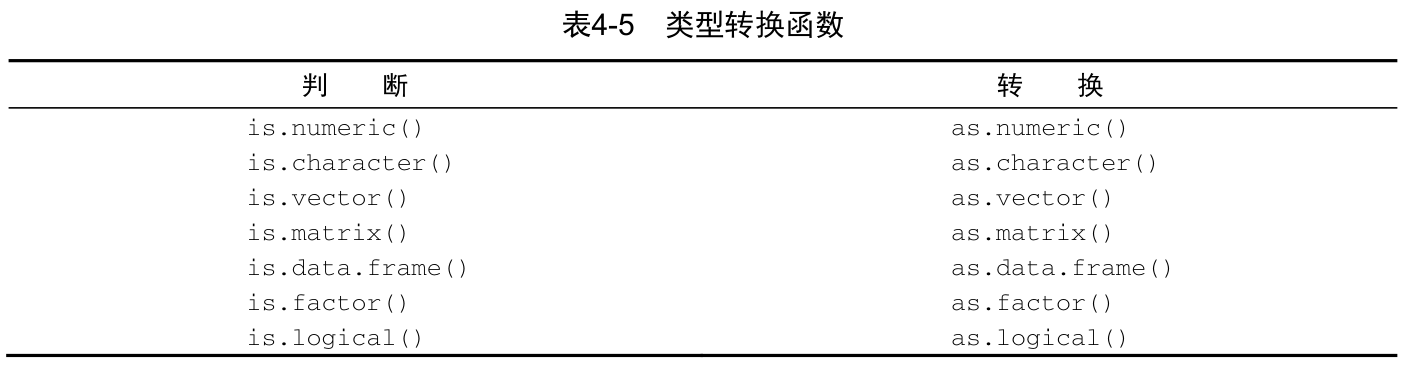 表4-5 类型转换函数
判 断 转 换
is.numeric() as.numeric()
is.character() as.character()
is.vector() as.vector()
is.matrix() as.matrix()
is.data.frame() as.data.frame()
is.factor() as.factor()
is.logical() as.logical()